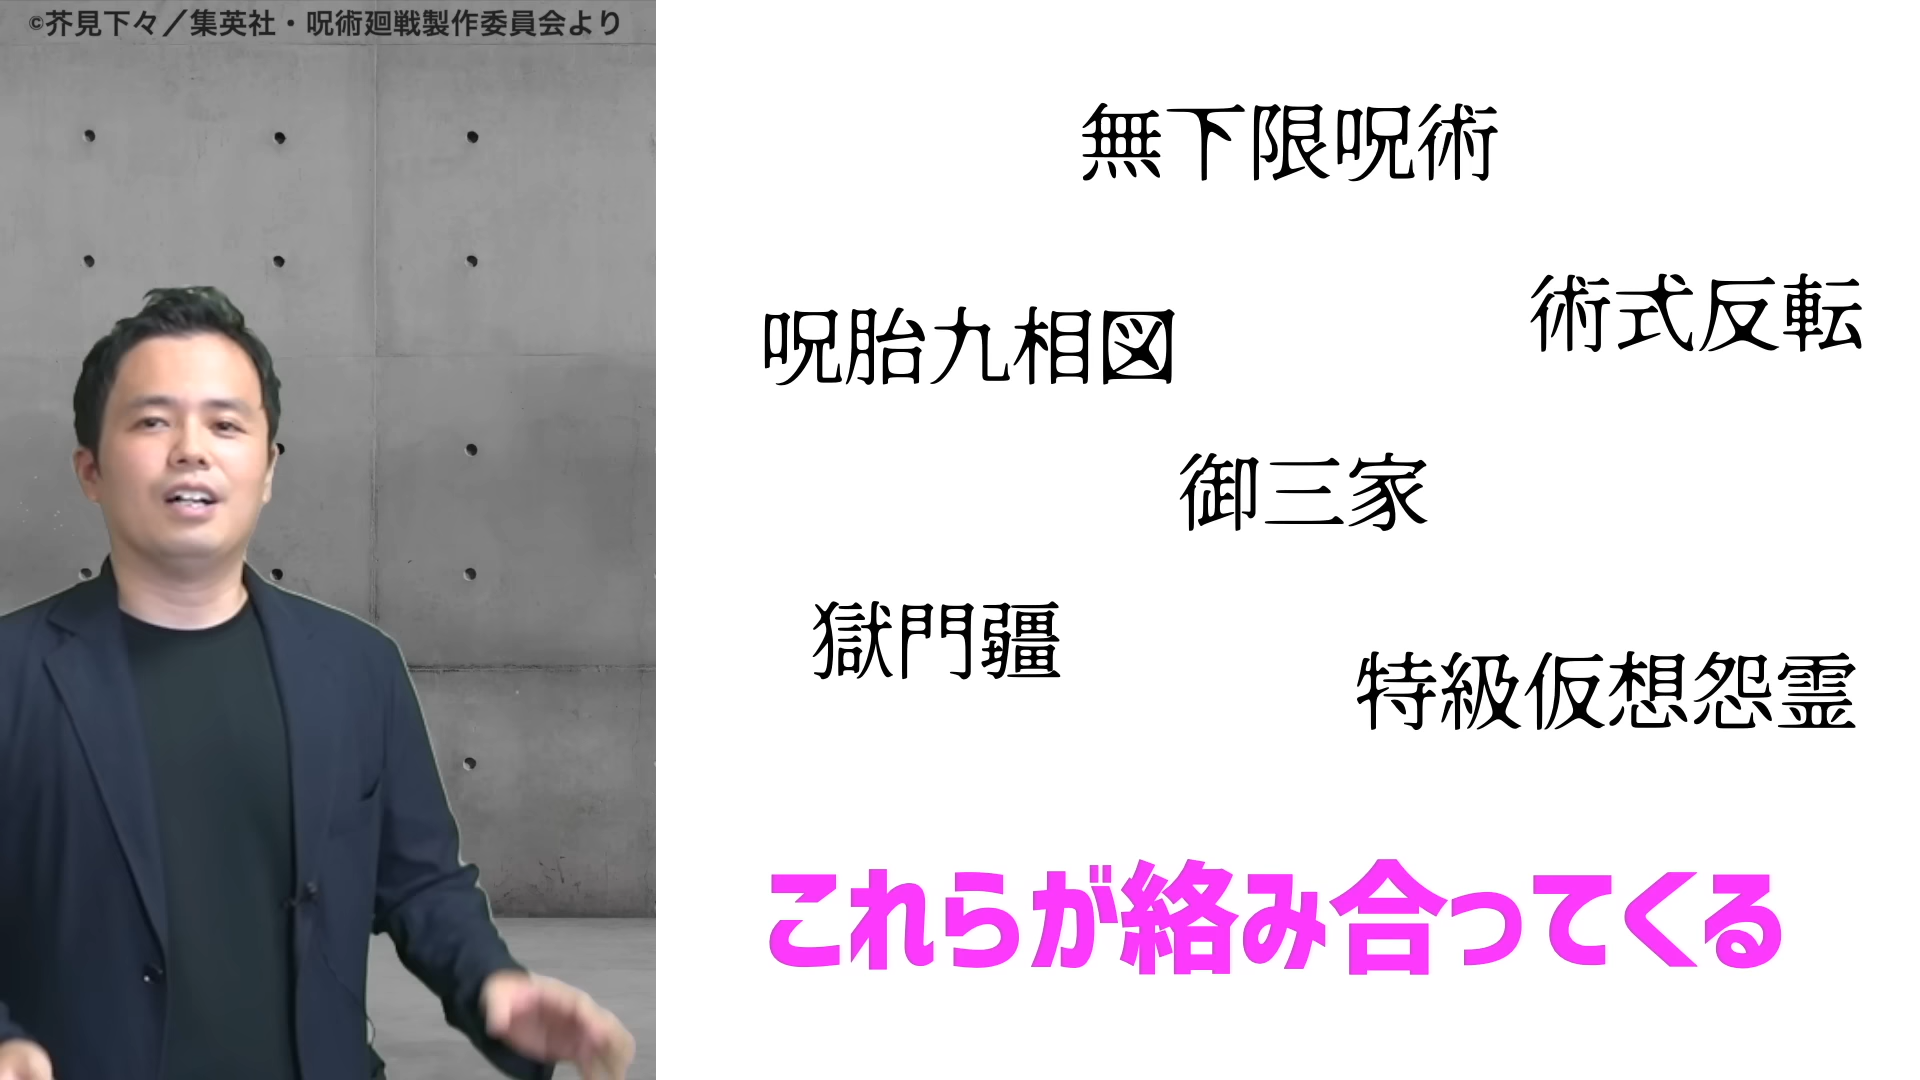 ©芥見下々／集英社・呪術廻戦製作委員会より
無下限呪術
術式反転
呪胎九相図
御三家
獄門疆
特級仮想怨霊
これらが絡み合ってくる